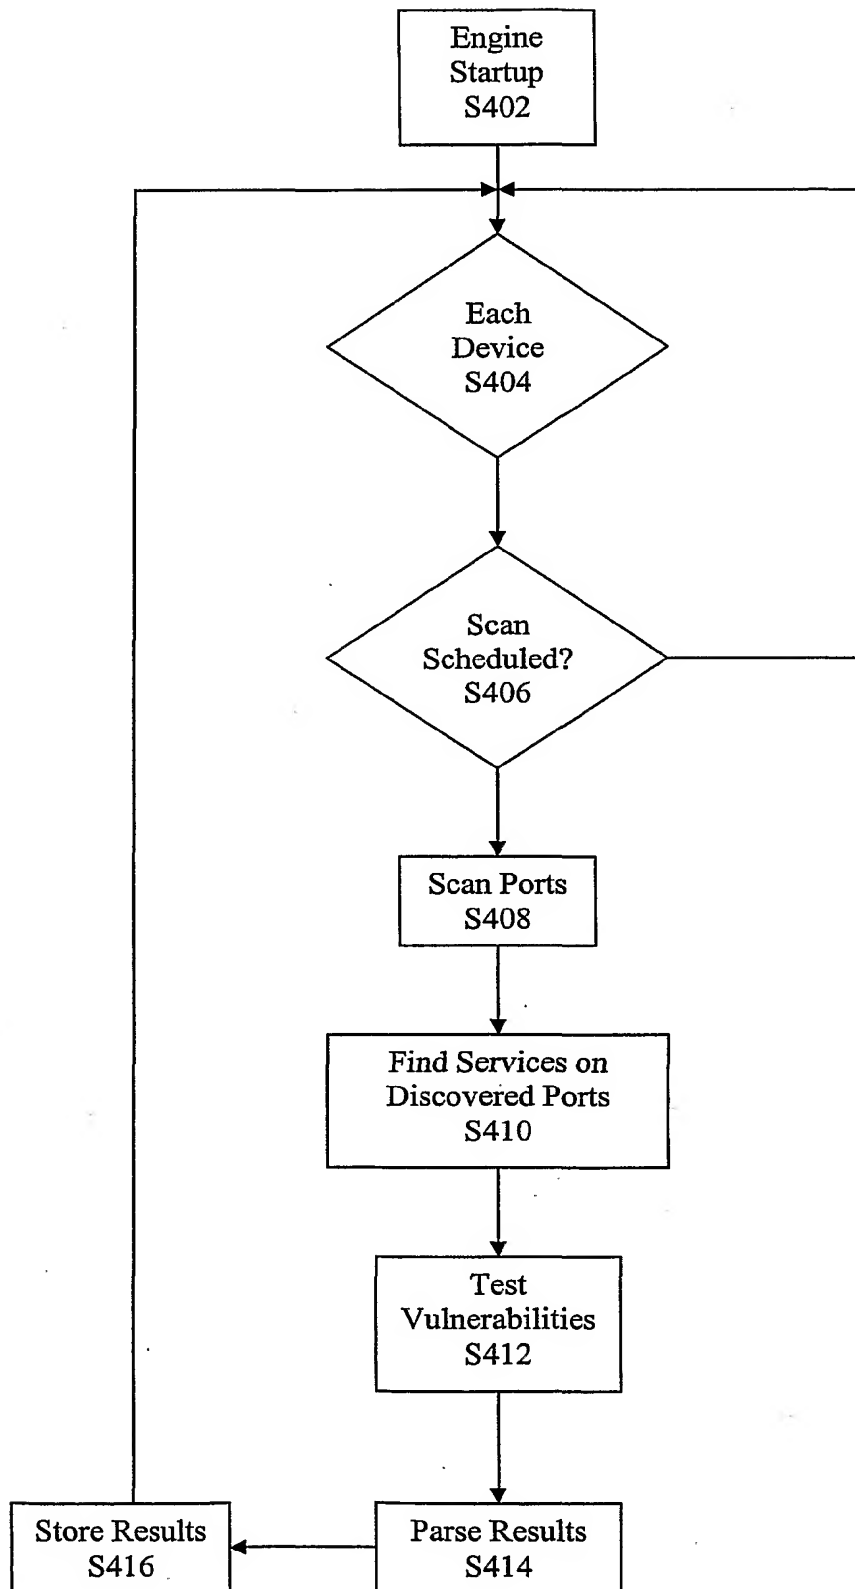 Engine
Startup
S402
Each
Device
S404
Scan
Scheduled?
S406
Scan Ports
S408
Find Services on
Discovered Ports
S410
Test
Vulnerabilities
S412
Store Results
S416
Parse Results
S414